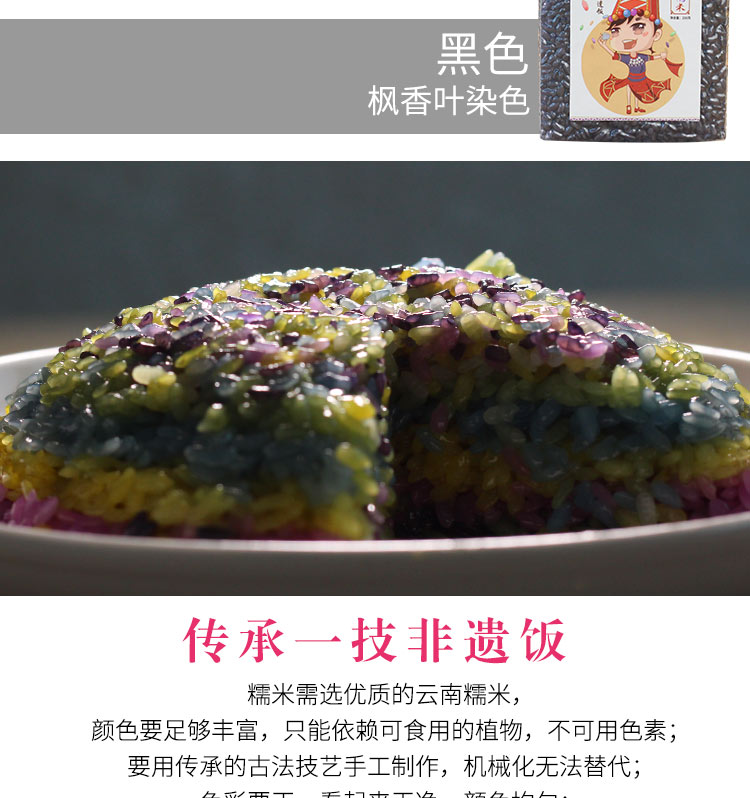 黑色
枫香叶染色
传承一技非遗饭
糯米需选优质的云南糯米，
颜色要足够丰富，只能依赖可食用的植物，不可用色素；
要用传承的古法技艺手工制作，机械化无法替代；